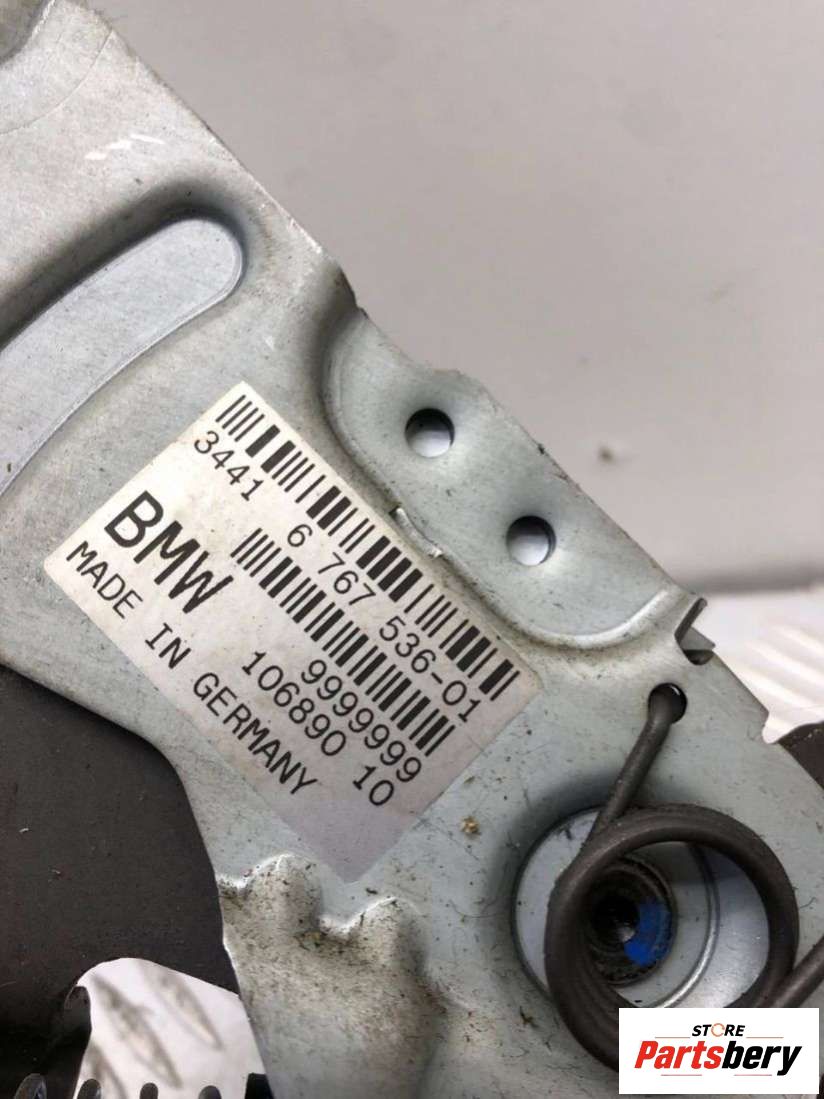 3441 6 767 536-01
9999999
BMW 106890 10
MADE IN GERMANY
STORE
Partsbery